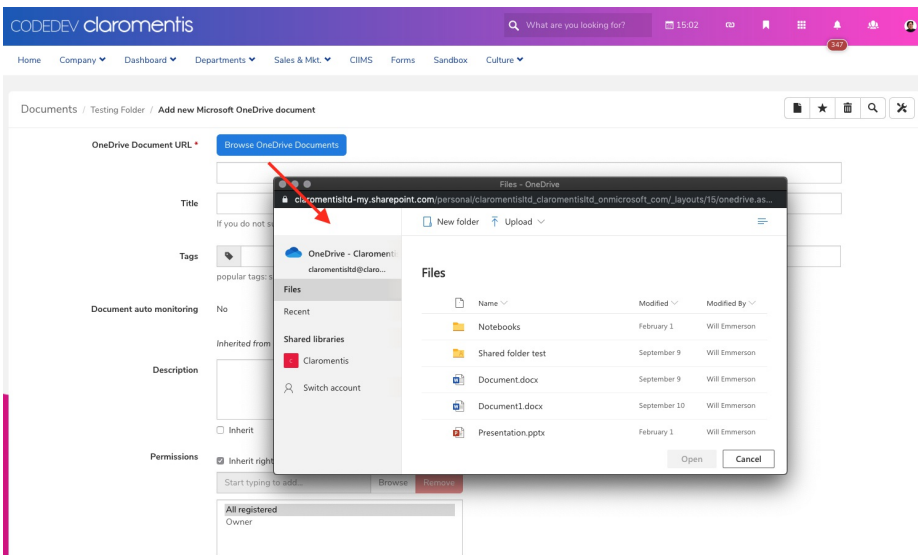 CODEDEV claromentis
What are you looking for?
15:02
347
Home Company Dashboard Departments Sales & Mkt. CIIMS Forms Sandbox Culture
Documents / Testing Folder / Add new Microsoft OneDrive document
OneDrive Document URL *
Browse OneDrive Documents
Files - OneDrive
claromentisltd-my.sharepoint.com/personal/claromentisltd_claromentisltd_onmicrosoft_com/_layouts/15/onedrive.as...
Title
If you do not
New folder Upload
Tags
popular tags:
OneDrive - Claromenti
claromentisltd@claro...
Files
Files
Recent
Name Modified Modified By
Document auto monitoring
No
Notebooks February 1 Will Emmerson
Inherited from
Shared libraries
Shared folder test September 9 Will Emmerson
Claromentis
Description
Document.docx September 9 Will Emmerson
Switch account
Document1.docx September 10 Will Emmerson
Presentation.pptx February 1 Will Emmerson
Inherit
Open Cancel
Permissions
Inherit right
Start typing to add...
Browse Remove
All registered
Owner